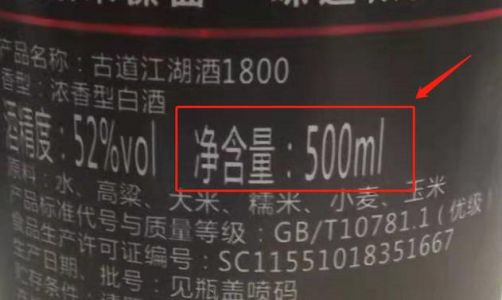 产品名称：古道江湖酒1800
香型：浓香型白酒
酒精度：52%vol 净含量：500ml
原料：水、高粱、大米、糯米、小麦、玉米
产品标准代号与质量等级：GB/T10781.1（优级）
食品生产许可证编号：SC11551018351667
生产日期、批号：见瓶盖喷码
贮存条件：